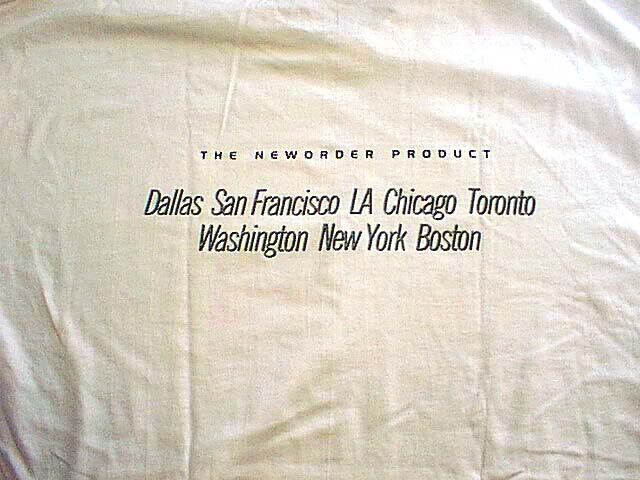 THE NEWORDER PRODUCT
Dallas San Francisco LA Chicago Toronto
Washington New York Boston